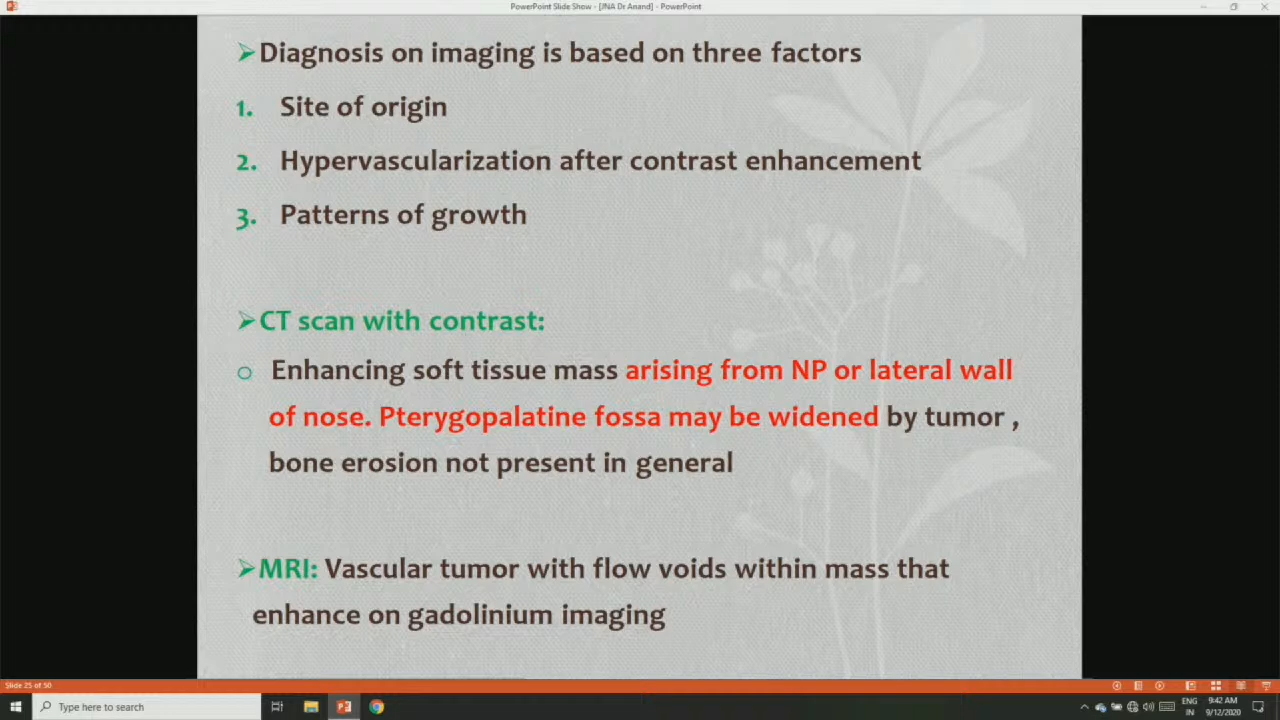 PowerPoint Slide Show - [JNA Dr Anand] - PowerPoint
➢Diagnosis on imaging is based on three factors
1. Site of origin
2. Hypervascularization after contrast enhancement
3. Patterns of growth
➢CT scan with contrast:
o Enhancing soft tissue mass arising from NP or lateral wall
of nose. Pterygopalatine fossa may be widened by tumor ,
bone erosion not present in general
➢MRI: Vascular tumor with flow voids within mass that
enhance on gadolinium imaging
Slide 25 of 50
Type here to search
ENG
IN
9:42 AM
9/12/2020